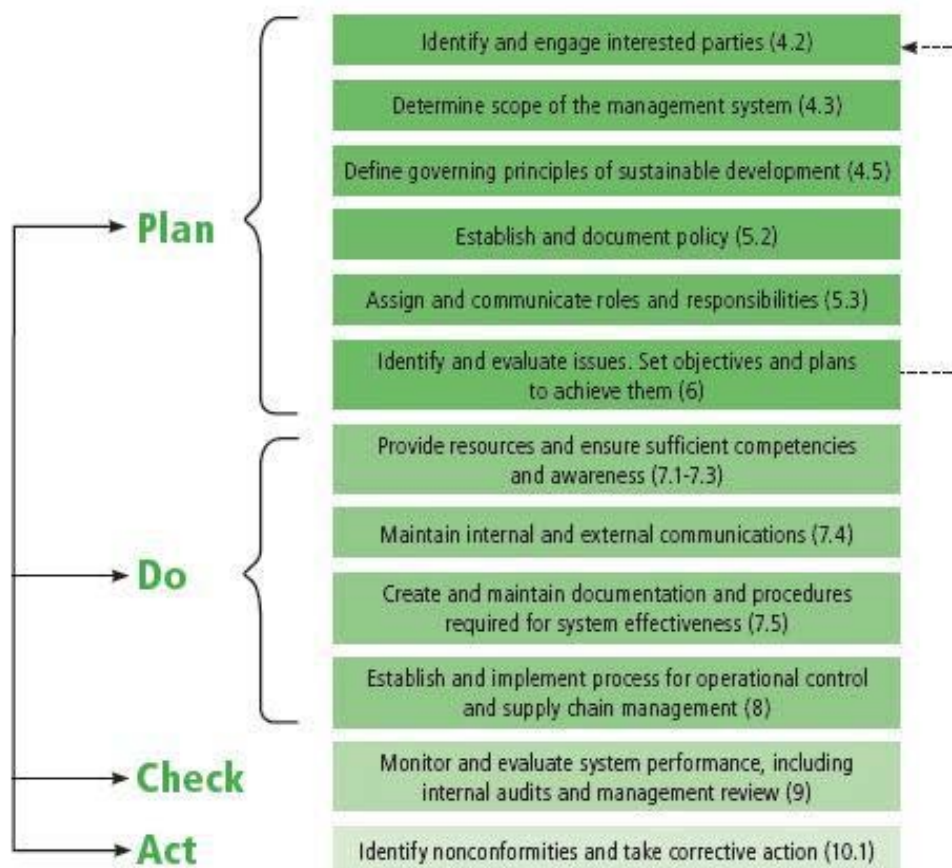 Identify and engage interested parties (4.2)
Determine scope of the management system (4.3)
Define governing principles of sustainable development (4.5)
Plan
Establish and document policy (5.2)
Assign and communicate roles and responsibilities (5.3)
Identify and evaluate issues. Set objectives and plans
to achieve them (6)
Provide resources and ensure sufficient competencies
and awareness (7.1-7.3)
Maintain internal and external communications (7.4)
Do
Create and maintain documentation and procedures
required for system effectiveness (7.5)
Establish and implement process for operational control
and supply chain management (8)
Check
Monitor and evaluate system performance, including
internal audits and management review (9)
Act
Identify nonconformities and take corrective action (10.1)